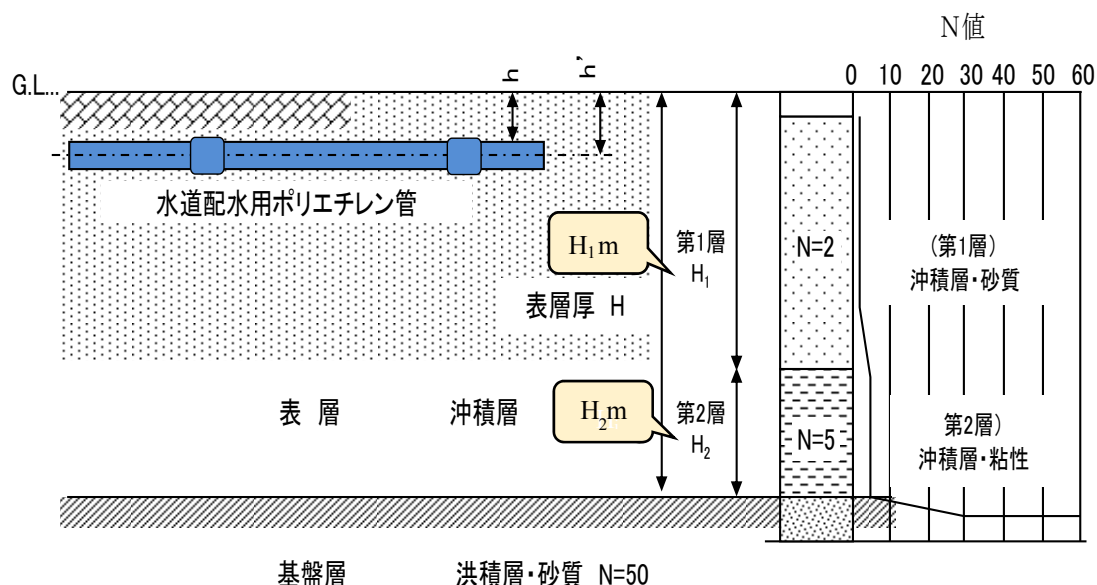 N値
G.L...
h
h'
0 10 20 30 40 50 60
水道配水用ポリエチレン管
H₁m
第1層
H₁
N=2
(第1層)
沖積層・砂質
表層厚 H
表 層 沖積層
H₂m
第2層
H₂
N=5
第2層)
沖積層・粘性
基盤層 洪積層・砂質 N=50